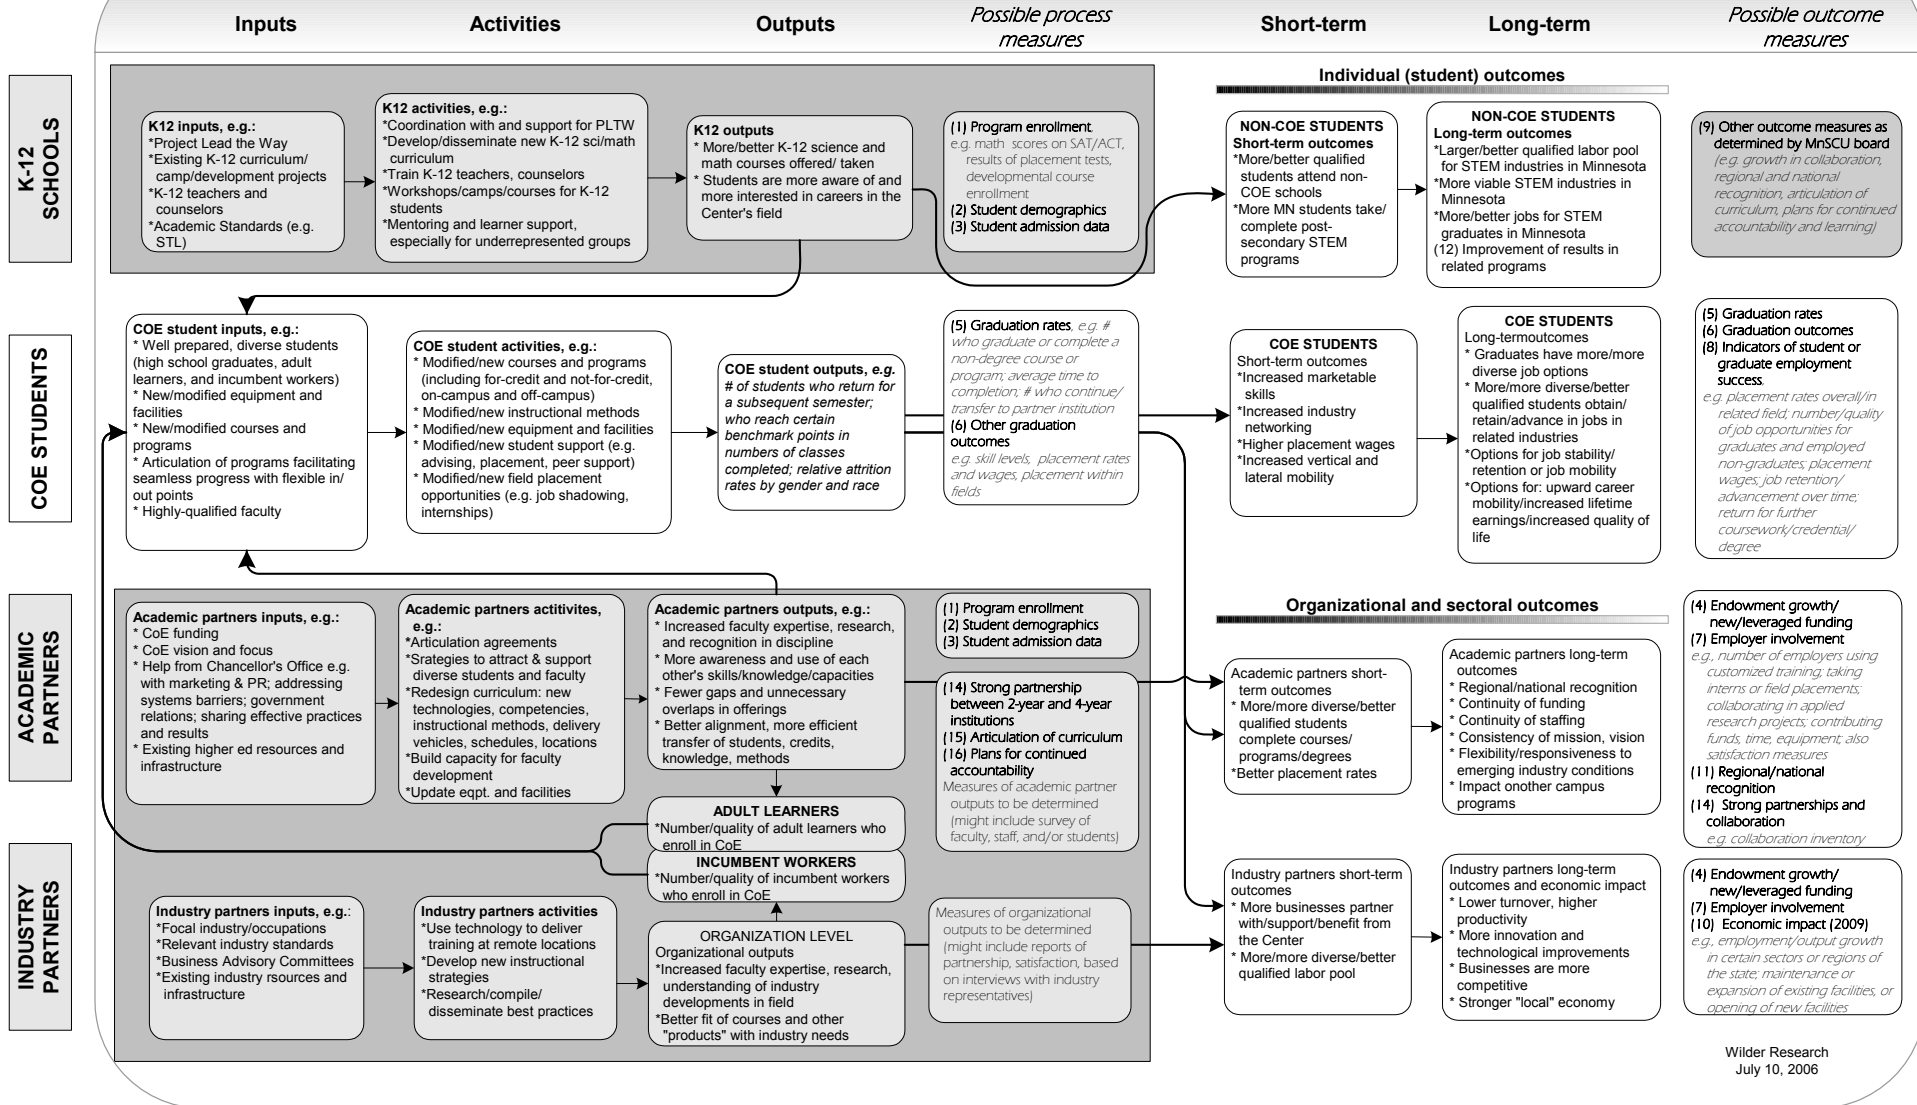 Inputs
Activities
Outputs
Possible process
measures
Short-term
Long-term
Possible outcome
measures
K-12
SCHOOLS
K12 inputs, e.g.:
*Project Lead the Way
*Existing K-12 curriculum/
camp/development projects
*K-12 teachers and
counselors
*Academic Standards (e.g.
STL)
K12 activities, e.g.:
*Coordination with and support for PLTW
*Develop/disseminate new K-12 sci/math
curriculum
*Train K-12 teachers, counselors
*Workshops/camps/courses for K-12
students
*Mentoring and learner support,
especially for underrepresented groups
K12 outputs
* More/better K-12 science and
math courses offered/ taken
* Students are more aware of and
more interested in careers in the
Center's field
(1) Program enrollment,
e.g. math scores on SAT/ACT,
results of placement tests,
developmental course
enrollment
(2) Student demographics
(3) Student admission data
Individual (student) outcomes
NON-COE STUDENTS
Short-term outcomes
*More/better qualified
students attend non-
COE schools
*More MN students take/
complete post-
secondary STEM
programs
NON-COE STUDENTS
Long-term outcomes
*Larger/better qualified labor pool
for STEM industries in Minnesota
*More viable STEM industries in
Minnesota
*More/better jobs for STEM
graduates in Minnesota
(12) Improvement of results in
related programs
(9) Other outcome measures as
determined by MnSCU board
(e.g. growth in collaboration,
regional and national
recognition, articulation of
curriculum, plans for continued
accountability and learning)
COE STUDENTS
COE student inputs, e.g.:
* Well prepared, diverse students
(high school graduates, adult
learners, and incumbent workers)
* New/modified equipment and
facilities
* New/modified courses and
programs
* Articulation of programs facilitating
seamless progress with flexible in/
out points
* Highly-qualified faculty
COE student activities, e.g.:
* Modified/new courses and programs
(including for-credit and not-for-credit,
on-campus and off-campus)
* Modified/new instructional methods
* Modified/new equipment and facilities
* Modified/new student support (e.g.
advising, placement, peer support)
* Modified/new field placement
opportunities (e.g. job shadowing,
internships)
COE student outputs, e.g.
# of students who return for
a subsequent semester;
who reach certain
benchmark points in
numbers of classes
completed; relative attrition
rates by gender and race
(5) Graduation rates, e.g. #
who graduate or complete a
non-degree course or
program; average time to
completion; # who continue/
transfer to partner institution
(6) Other graduation
outcomes
e.g. skill levels, placement rates
and wages, placement within
fields
COE STUDENTS
Short-term outcomes
*Increased marketable
skills
*Increased industry
networking
*Higher placement wages
*Increased vertical and
lateral mobility
COE STUDENTS
Long-termoutcomes
* Graduates have more/more
diverse job options
* More/more diverse/better
qualified students obtain/
retain/advance in jobs in
related industries
*Options for job stability/
retention or job mobility
*Options for: upward career
mobility/increased lifetime
earnings/increased quality of
life
(5) Graduation rates
(6) Graduation outcomes
(8) Indicators of student or
graduate employment
success,
e.g. placement rates overall/in
related field; number/quality
of job opportunities for
graduates and employed
non-graduates; placement
wages; job retention/
advancement over time;
return for further
coursework/credential/
degree
ACADEMIC
PARTNERS
Academic partners inputs, e.g.:
* CoE funding
* CoE vision and focus
* Help from Chancellor's Office e.g.
with marketing & PR; addressing
systems barriers; government
relations; sharing effective practices
and results
* Existing higher ed resources and
infrastructure
Academic partners actitivites,
e.g.:
*Articulation agreements
*Srategies to attract & support
diverse students and faculty
*Redesign curriculum: new
technologies, competencies,
instructional methods, delivery
vehicles, schedules, locations
*Build capacity for faculty
development
*Update eqpt. and facilities
Academic partners outputs, e.g.:
* Increased faculty expertise, research,
and recognition in discipline
* More awareness and use of each
other's skills/knowledge/capacities
* Fewer gaps and unnecessary
overlaps in offerings
* Better alignment, more efficient
transfer of students, credits,
knowledge, methods
(1) Program enrollment
(2) Student demographics
(3) Student admission data
(14) Strong partnership
between 2-year and 4-year
institutions
(15) Articulation of curriculum
(16) Plans for continued
accountability
Measures of academic partner
outputs to be determined
(might include survey of
faculty, staff, and/or students)
Organizational and sectoral outcomes
Academic partners short-
term outcomes
* More/more diverse/better
qualified students
complete courses/
programs/degrees
*Better placement rates
Academic partners long-term
outcomes
* Regional/national recognition
* Continuity of funding
* Continuity of staffing
* Consistency of mission, vision
* Flexibility/responsiveness to
emerging industry conditions
* Impact onother campus
programs
(4) Endowment growth/
new/leveraged funding
(7) Employer involvement
e.g., number of employers using
customized training; taking
interns or field placements;
collaborating in applied
research projects; contributing
funds, time, equipment; also
satisfaction measures
(11) Regional/national
recognition
(14) Strong partnerships and
collaboration
e.g. collaboration inventory
ADULT LEARNERS
*Number/quality of adult learners who
enroll in CoE
INCUMBENT WORKERS
*Number/quality of incumbent workers
who enroll in CoE
INDUSTRY
PARTNERS
Industry partners inputs, e.g.:
*Focal industry/occupations
*Relevant industry standards
*Business Advisory Committees
*Existing industry rsources and
infrastructure
Industry partners activities
*Use technology to deliver
training at remote locations
*Develop new instructional
strategies
*Research/compile/
disseminate best practices
ORGANIZATION LEVEL
Organizational outputs
*Increased faculty expertise, research,
understanding of industry
developments in field
*Better fit of courses and other
"products" with industry needs
Measures of organizational
outputs to be determined
(might include reports of
partnership, satisfaction, based
on interviews with industry
representatives)
Industry partners short-term
outcomes
* More businesses partner
with/support/benefit from
the Center
* More/more diverse/better
qualified labor pool
Industry partners long-term
outcomes and economic impact
* Lower turnover, higher
productivity
* More innovation and
technological improvements
* Businesses are more
competitive
* Stronger "local" economy
(4) Endowment growth/
new/leveraged funding
(7) Employer involvement
(10) Economic impact (2009)
e.g., employment/output growth
in certain sectors or regions of
the state; maintenance or
expansion of existing facilities, or
opening of new facilities
Wilder Research
July 10, 2006